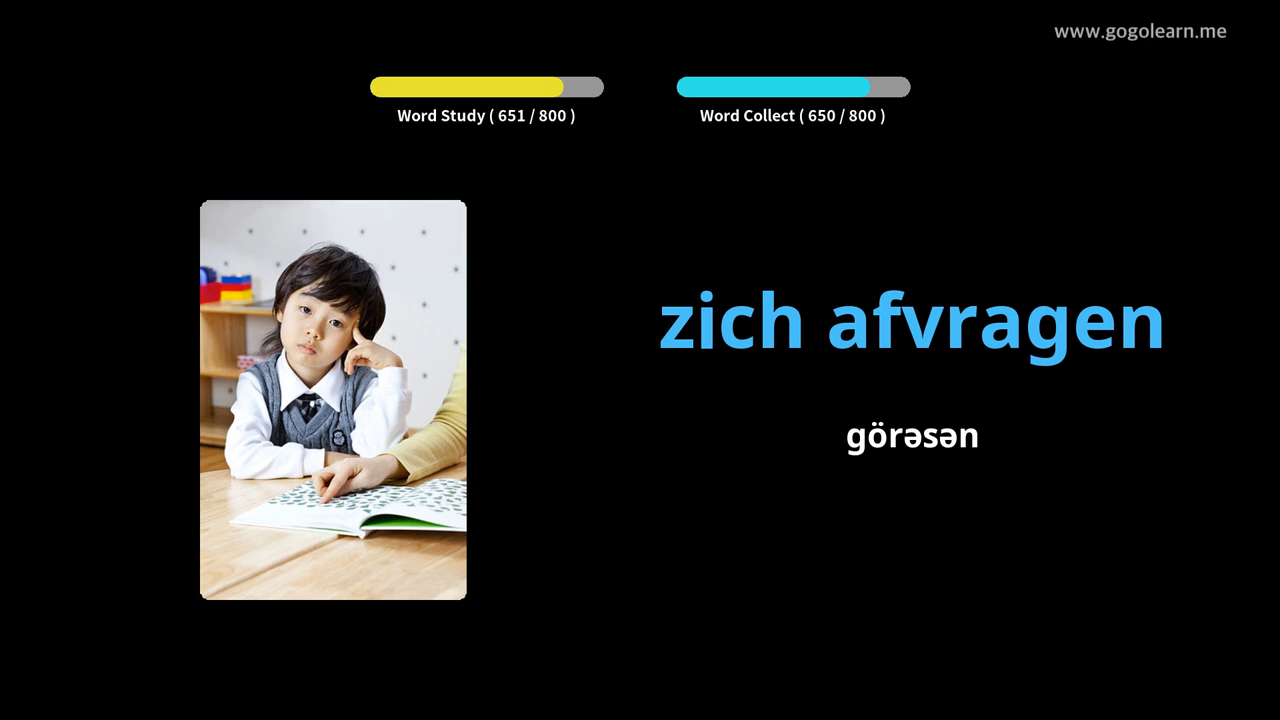 www.gogolearn.me
Word Study ( 651 / 800 )
Word Collect ( 650 / 800 )
zich afvragen
görəsən